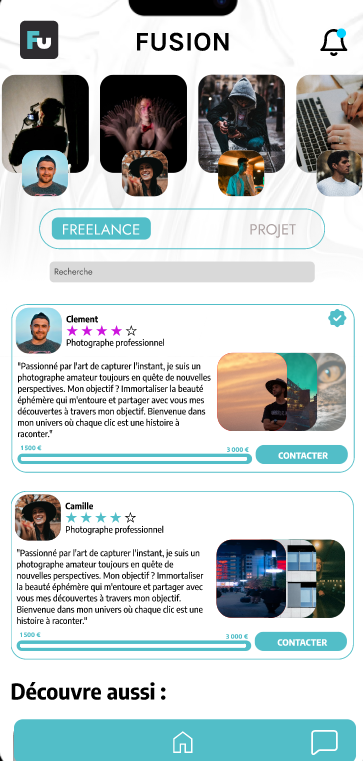 Fu
FUSION
FREELANCE
PROJET
Recherche
Clement
Photographe professionnel
"Passionné par l'art de capturer l'instant, je suis un
photographe amateur toujours en quête de nouvelles
perspectives. Mon objectif ? Immortaliser la beauté
éphémère qui m'entoure et partager avec vous mes
découvertes à travers mon objectif. Bienvenue dans
mon univers où chaque clic est une histoire à
raconter."
1 500 €
3 000 €
CONTACTER
Camille
Photographe professionnel
"Passionné par l'art de capturer l'instant, je suis un
photographe amateur toujours en quête de
nouvelles perspectives. Mon objectif ? Immortaliser
la beauté éphémère qui m'entoure et partager avec
vous mes découvertes à travers mon objectif.
Bienvenue dans mon univers où chaque clic est une
histoire à raconter."
1 500 €
3 000 €
CONTACTER
Découvre aussi :